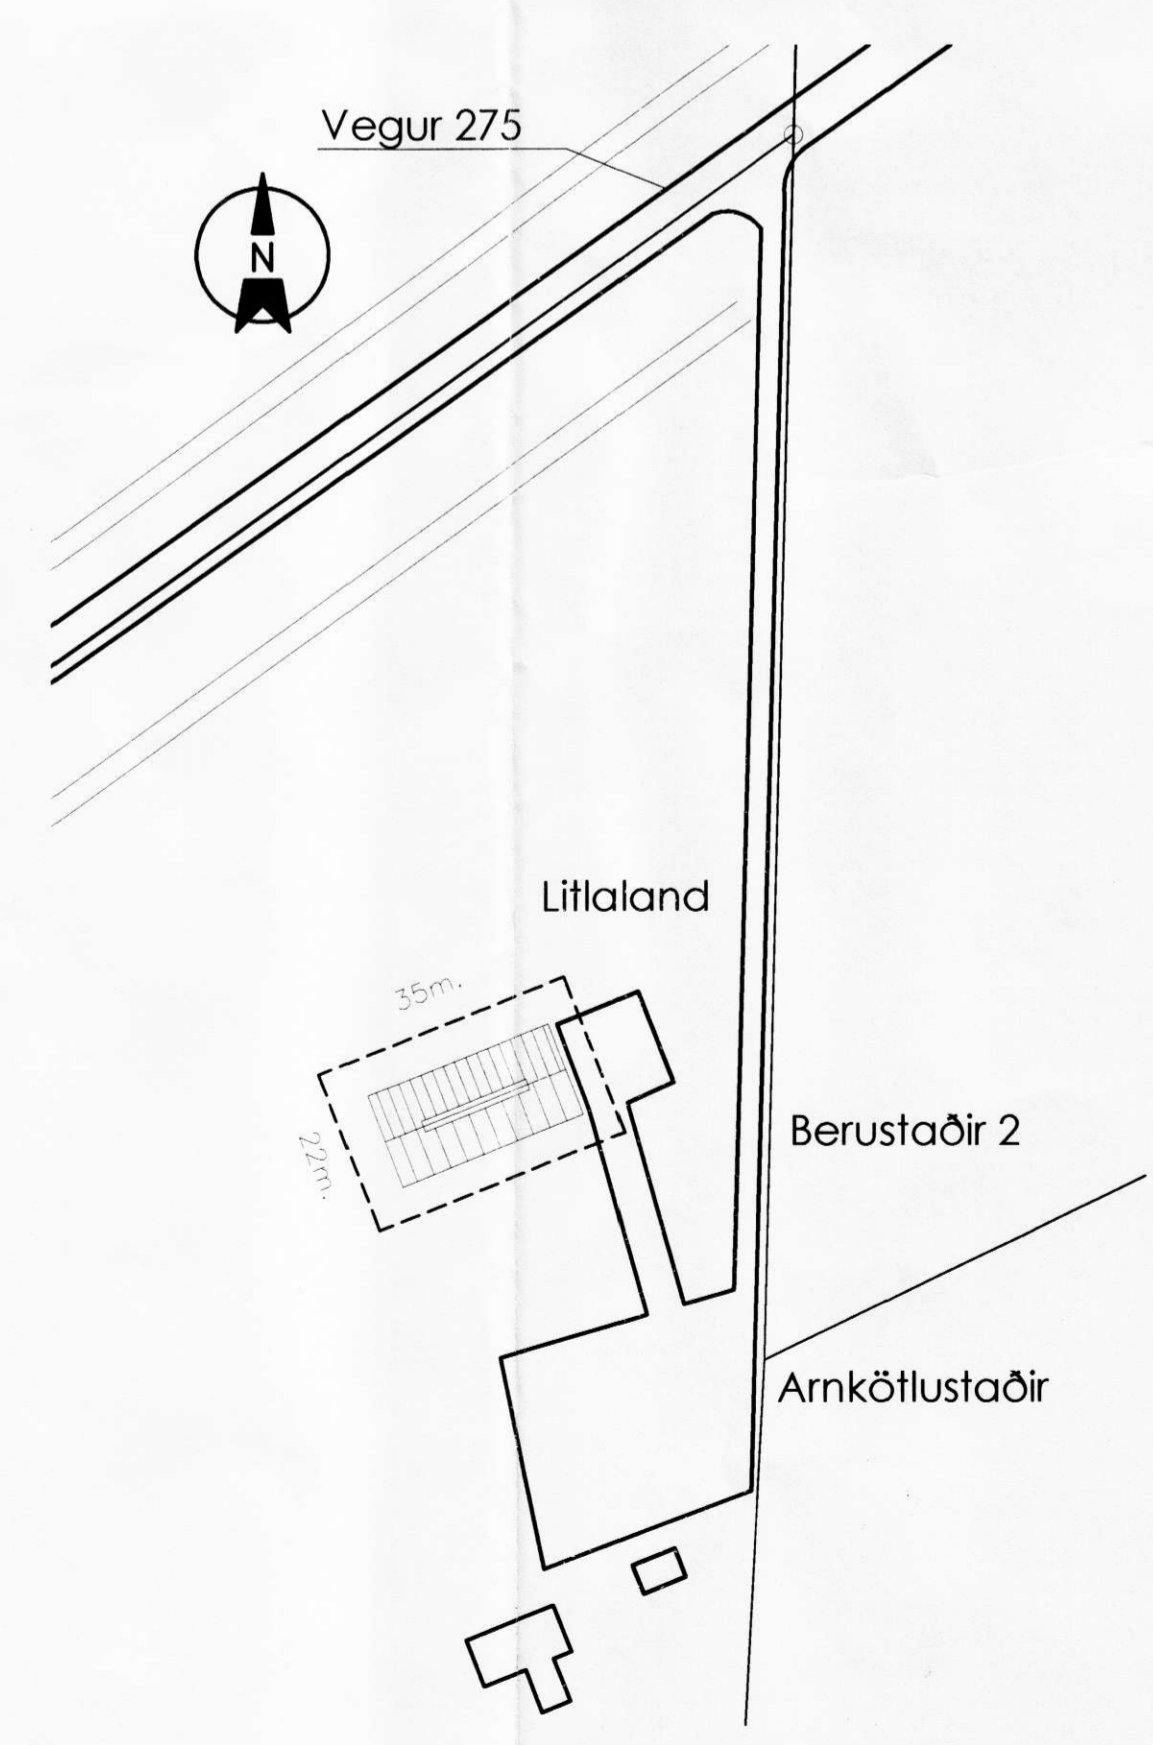 Vegur 275
N
Litlaland
35m.
22m.
Berustaðir 2
Arnkötlustaðir